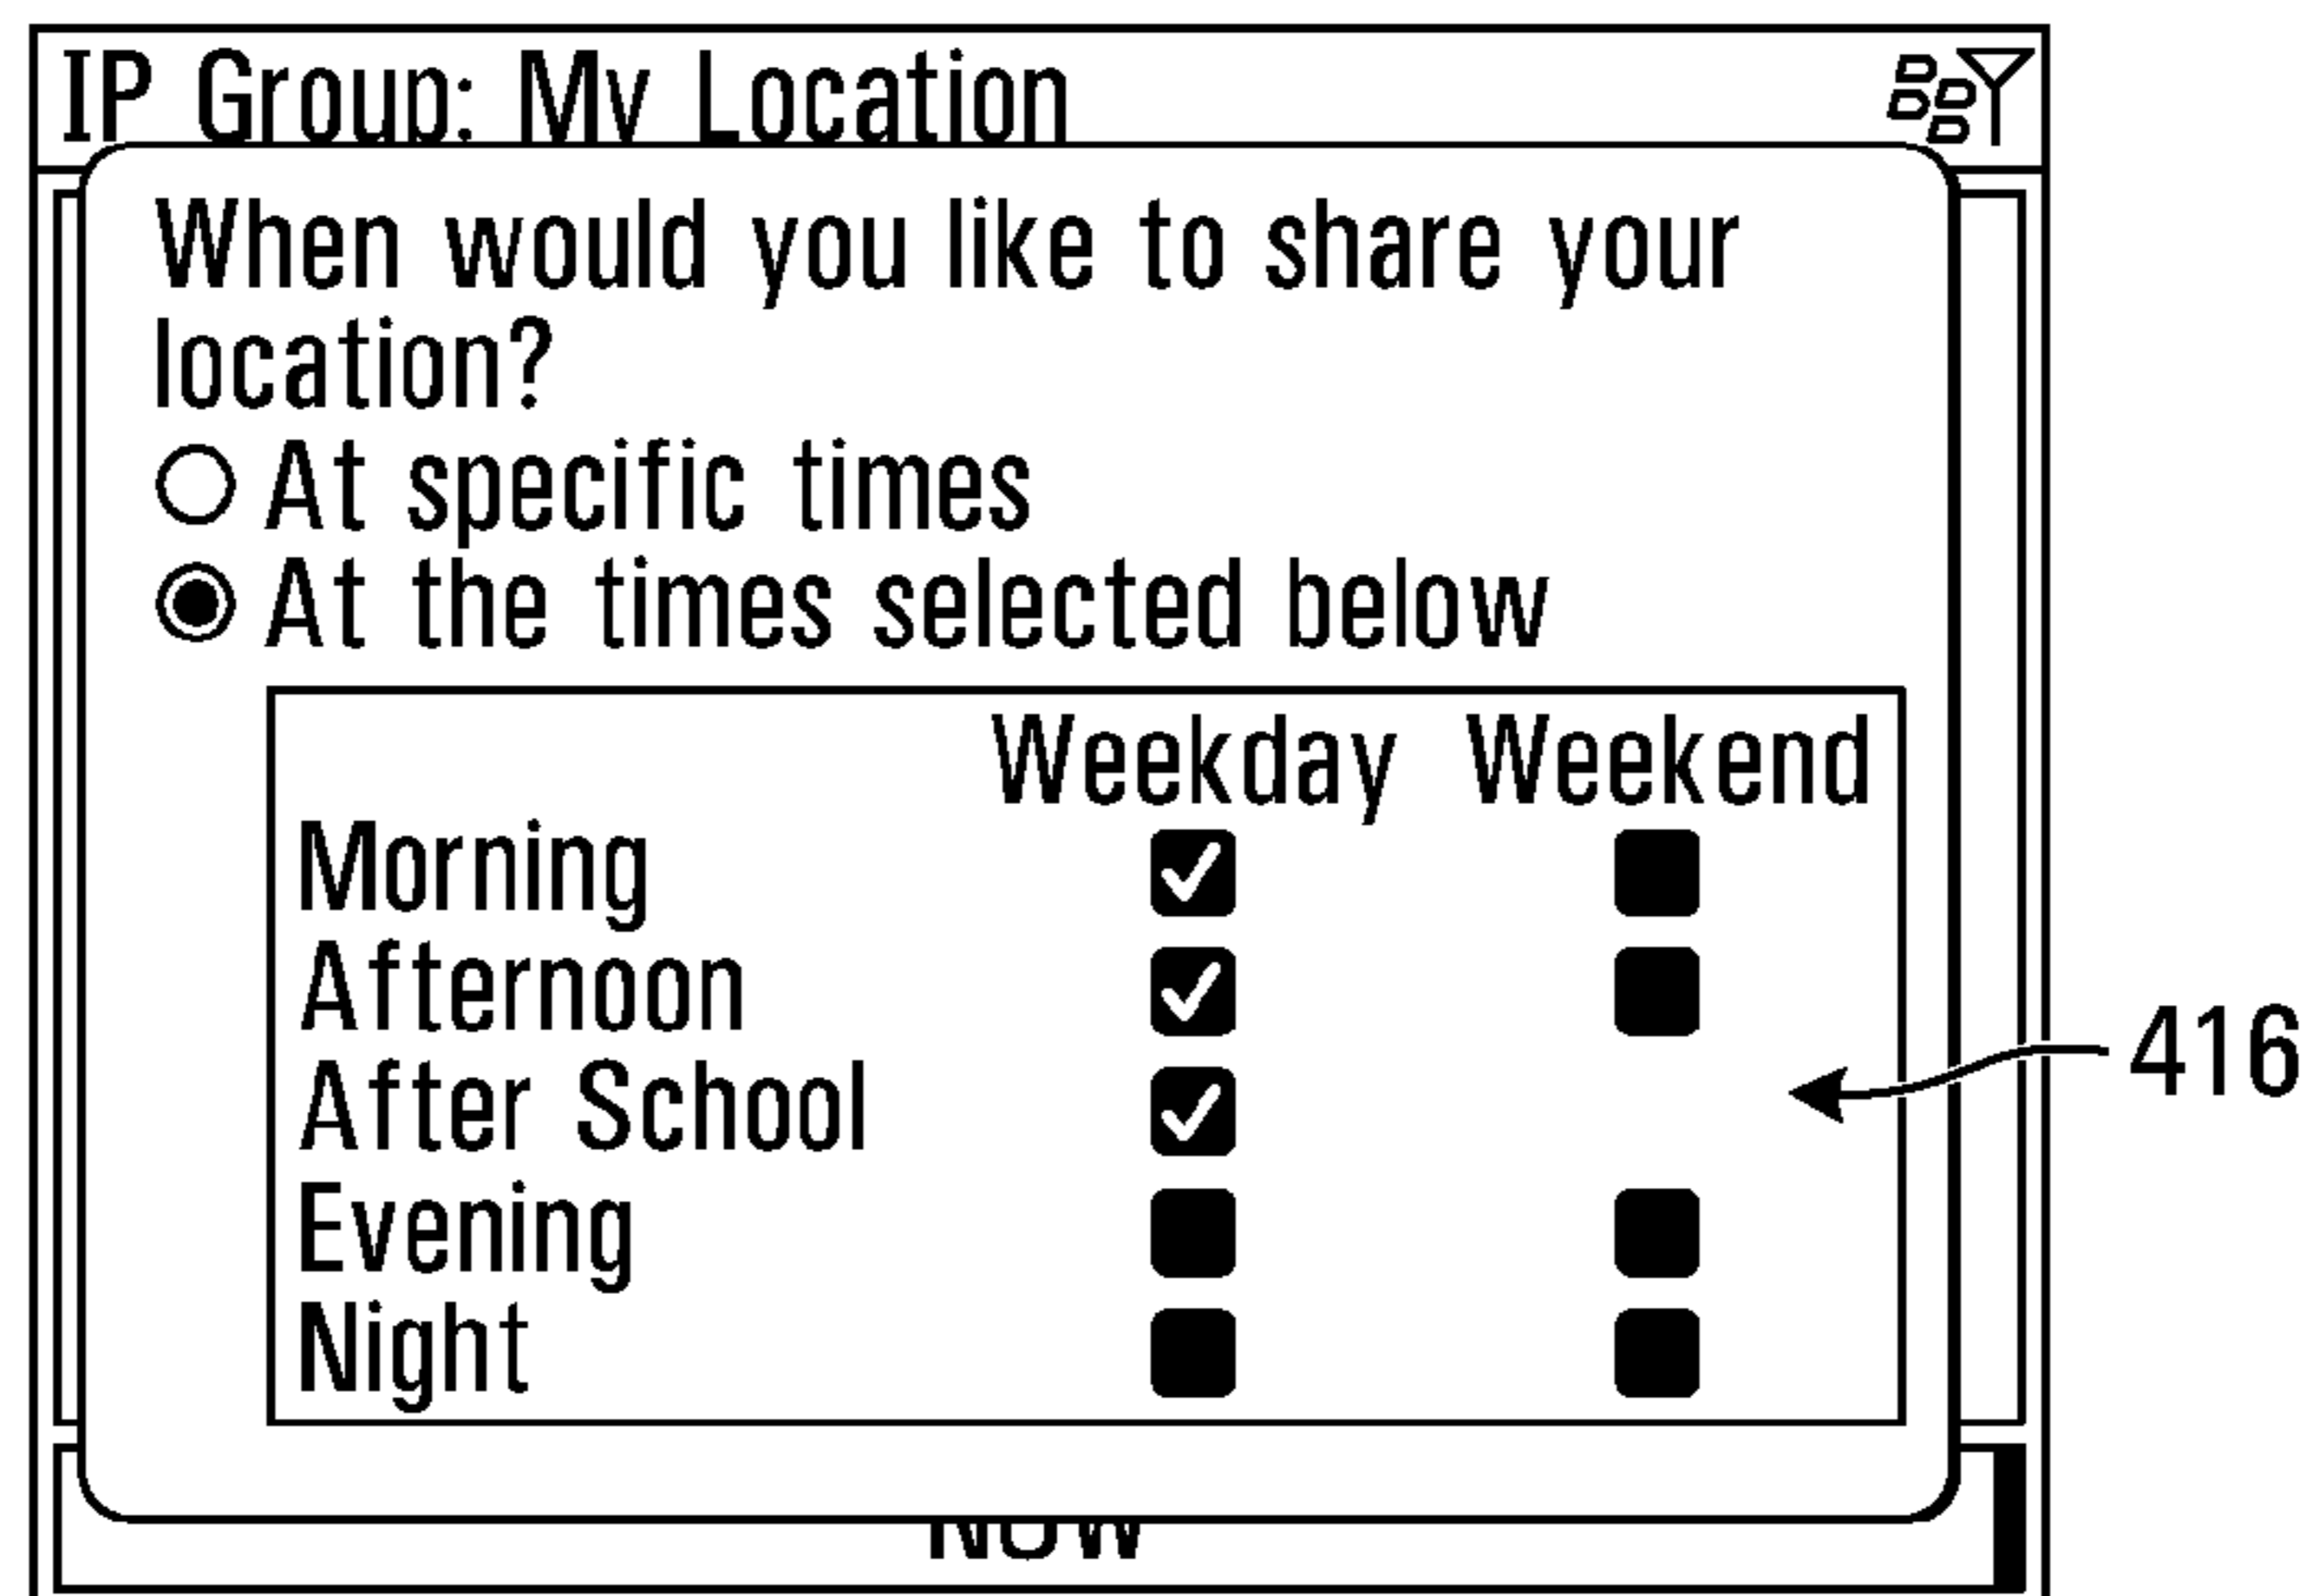 IP Group: My Location
When would you like to share your
location?
At specific times
At the times selected below
Weekday Weekend
Morning
Afternoon
After School
416
Evening
Night
NOW